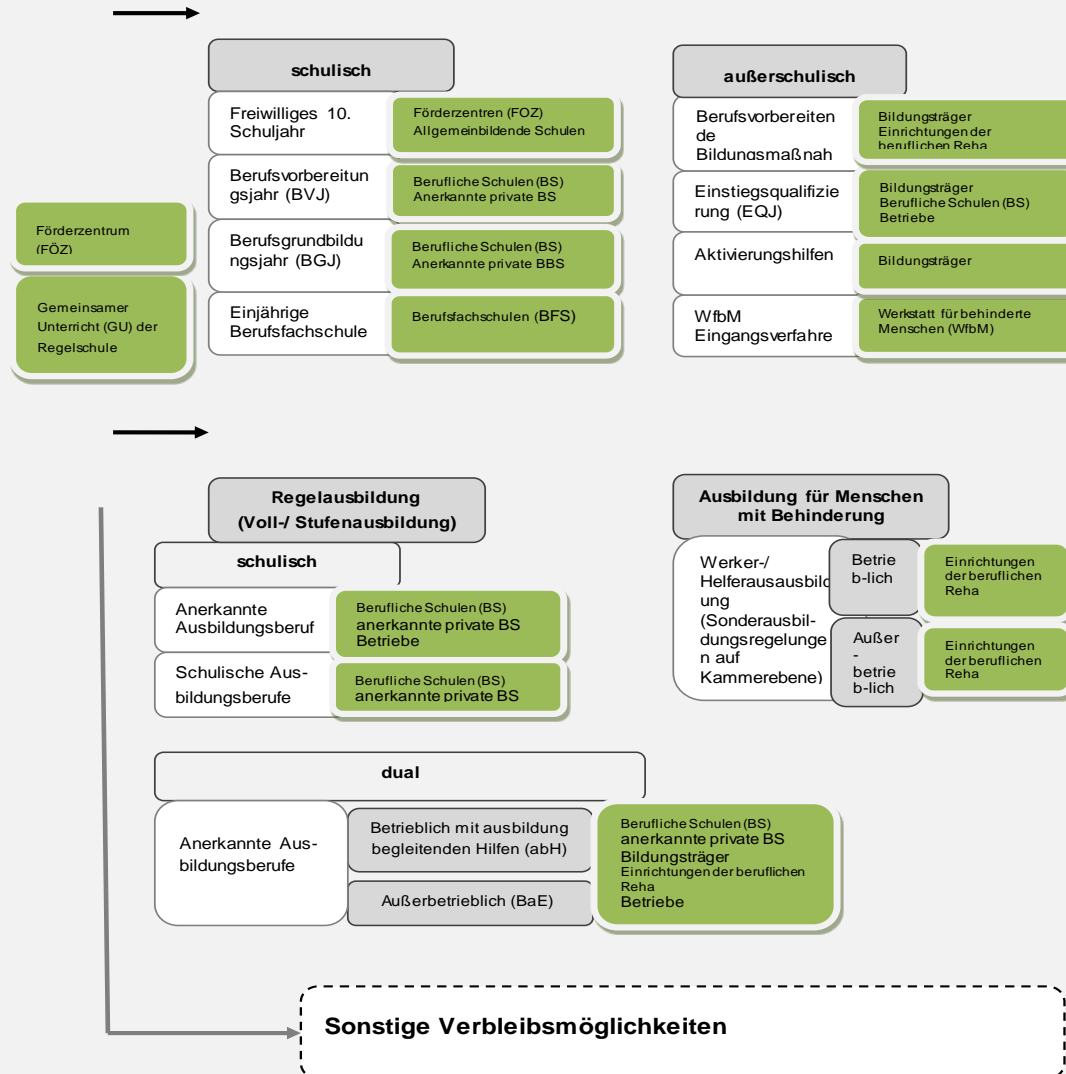 schulisch
Freiwilliges 10.
Schuljahr
Förderzentren (FOZ)
Allgemeinbildende Schulen
Berufsvorbereitu
ngsjahr (BVJ)
Berufliche Schulen (BS)
Anerkannte private BS
Berufsgrundbildu
ngsjahr (BGJ)
Berufliche Schulen (BS)
Anerkannte private BBS
Einjährige
Berufsfachschule
Berufsfachschulen (BFS)
Förderzentrum
(FÖZ)
Gemeinsamer
Unterricht (GU) der
Regelschule
außerschulisch
Berufsvorbereiten
de
Bildungsmaßnah
Bildungsträger
Einrichtungen der
beruflichen Reha
Einstiegsqualifizie
rung (EQJ)
Bildungsträger
Berufliche Schulen (BS)
Betriebe
Aktivierungshilfen
Bildungsträger
WfbM
Eingangsverfahre
Werkstatt für behinderte
Menschen (WfbM)
Regelausbildung
(Voll-/ Stufenausbildung)
schulisch
Anerkannte
Ausbildungsberuf
Berufliche Schulen (BS)
anerkannte private BS
Betriebe
Schulische Aus-
bildungsberufe
Berufliche Schulen (BS)
anerkannte private BS
Ausbildung für Menschen
mit Behinderung
Werker-/
Helferausausbild
ung
(Sonderausbil-
dungsregelunge
n auf
Kammerebene)
Betrie
b-lich
Einrichtungen
der beruflichen
Reha
Außer
-
betrie
b-lich
Einrichtungen
der beruflichen
Reha
dual
Anerkannte Aus-
bildungsberufe
Betrieblich mit ausbildung
begleitenden Hilfen (abH)
Außerbetrieblich (BaE)
Berufliche Schulen (BS)
anerkannte private BS
Bildungsträger
Einrichtungen der beruflichen
Reha
Betriebe
Sonstige Verbleibsmöglichkeiten